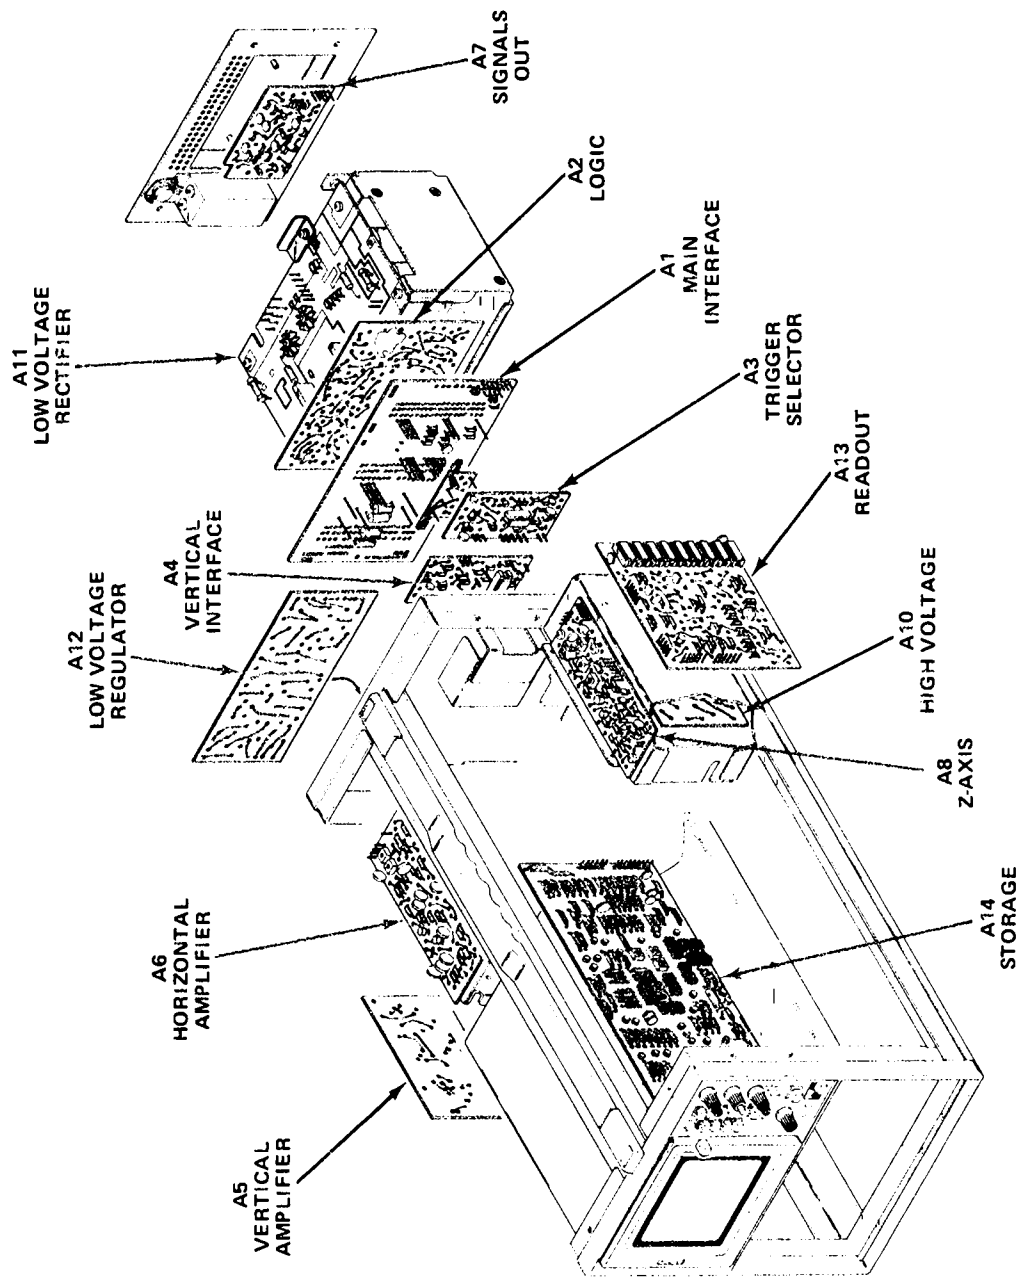 A5
VERTICAL
AMPLIFIER
A6
HORIZONTAL
AMPLIFIER
A12
LOW VOLTAGE
REGULATOR
A4
VERTICAL
INTERFACE
A11
LOW VOLTAGE
RECTIFIER
A7
SIGNALS
OUT
A2
LOGIC
A1
MAIN
INTERFACE
A3
TRIGGER
SELECTOR
A13
READOUT
A10
HIGH VOLTAGE
A8
Z-AXIS
A14
STORAGE